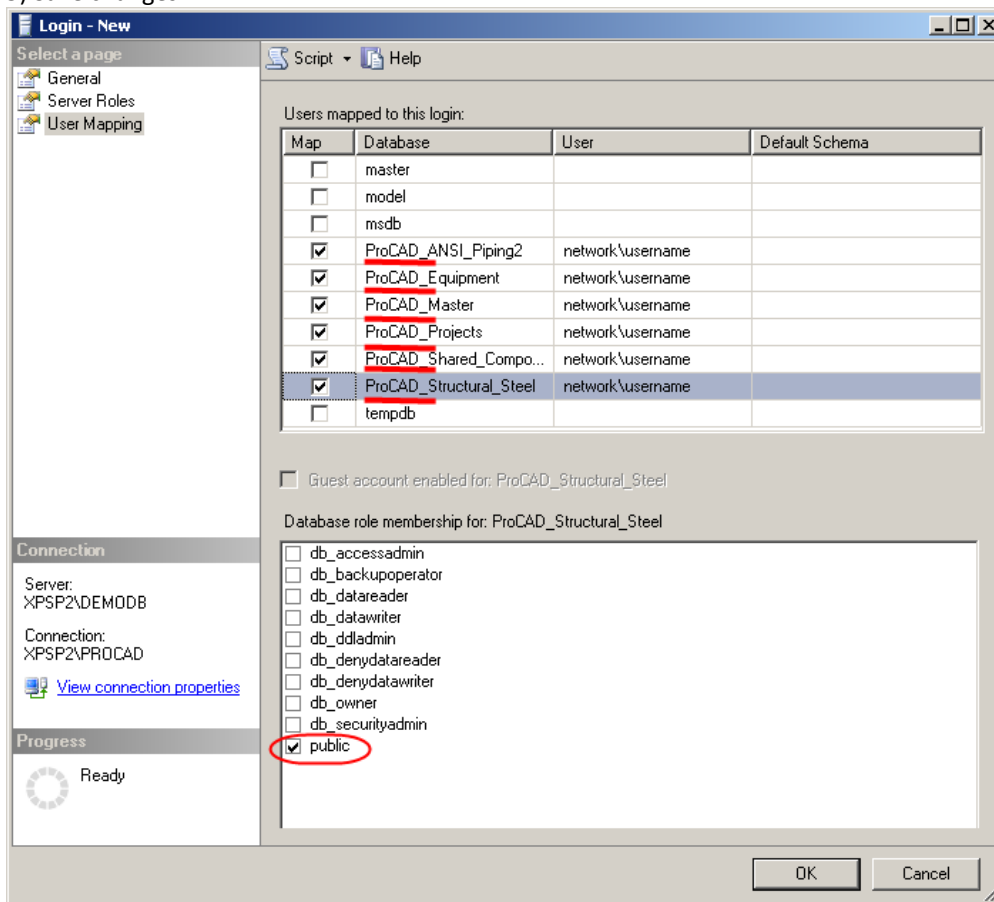 Login - New
Select a page
General
Server Roles
User Mapping
Script
Help
Users mapped to this login:
Map Database User Default Schema
master
model
msdb
ProCAD_ANSI_Piping2 network\username
ProCAD_Equipment network\username
ProCAD_Master network\username
ProCAD_Projects network\username
ProCAD_Shared_Compo... network\username
ProCAD_Structural_Steel network\username
tempdb
Guest account enabled for: ProCAD_Structural_Steel
Database role membership for: ProCAD_Structural_Steel
db_accessadmin
db_backupoperator
db_datareader
db_datawriter
db_ddladmin
db_denydatareader
db_denydatawriter
db_owner
db_securityadmin
public
Connection
Server:
XPSP2\DEMODB
Connection:
XPSP2\PROCAD
View connection properties
Progress
Ready
OK Cancel